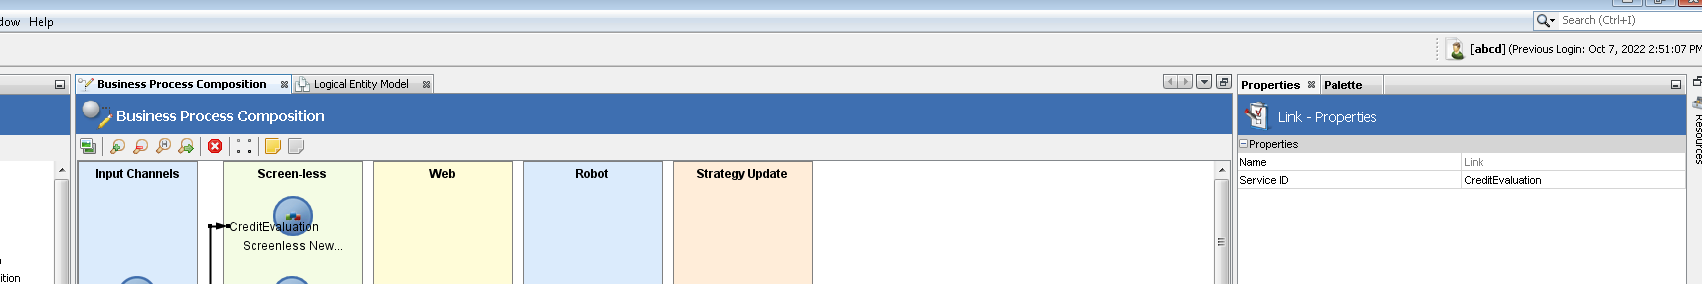 dow Help
Search (Ctrl+I)
[abcd] (Previous Login: Oct 7, 2022 2:51:07 PM
Business Process Composition
Logical Entity Model
Properties
Palette
Business Process Composition
Link - Properties
Resources
Properties
Name Link
Service ID CreditEvaluation
Input Channels
Screen-less
Web
Robot
Strategy Update
CreditEvaluation
Screenless New...
ition